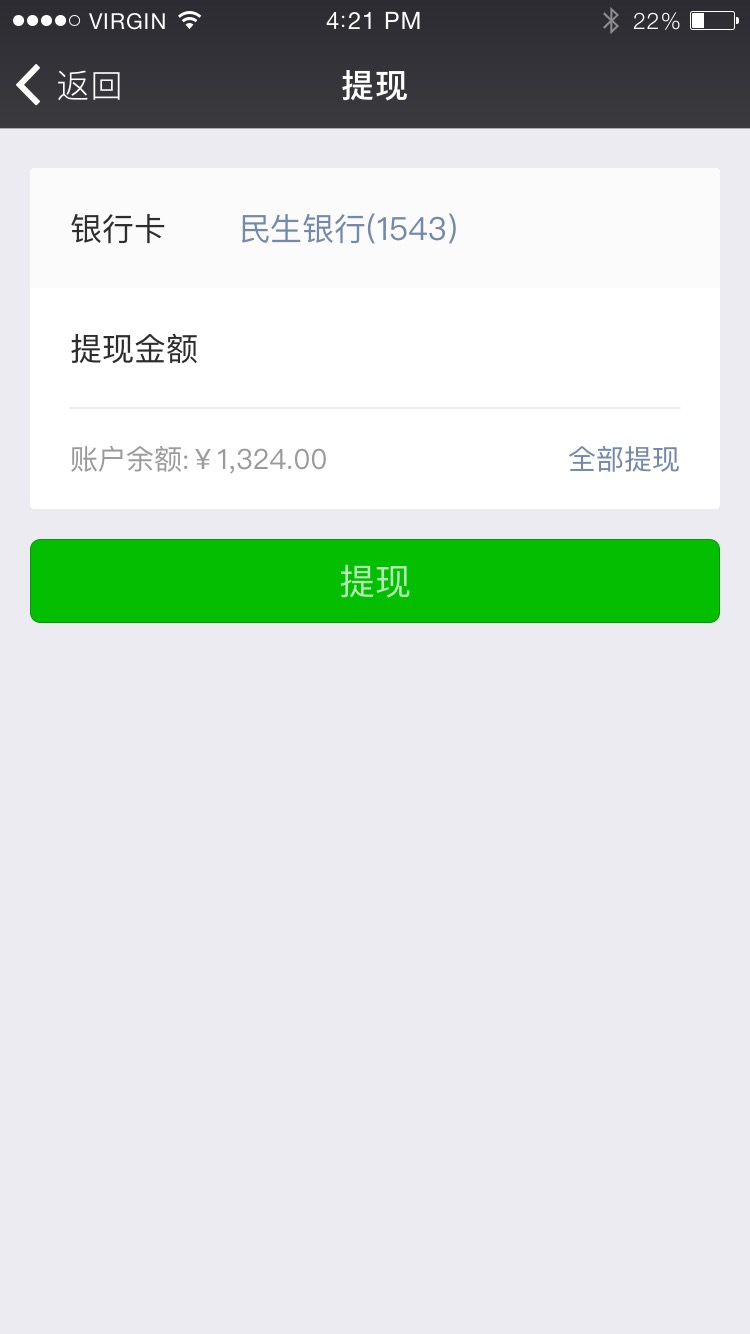 VIRGIN 4:21 PM 22%
返回 提现
银行卡 民生银行(1543)
提现金额
账户余额:¥1,324.00 全部提现
提现